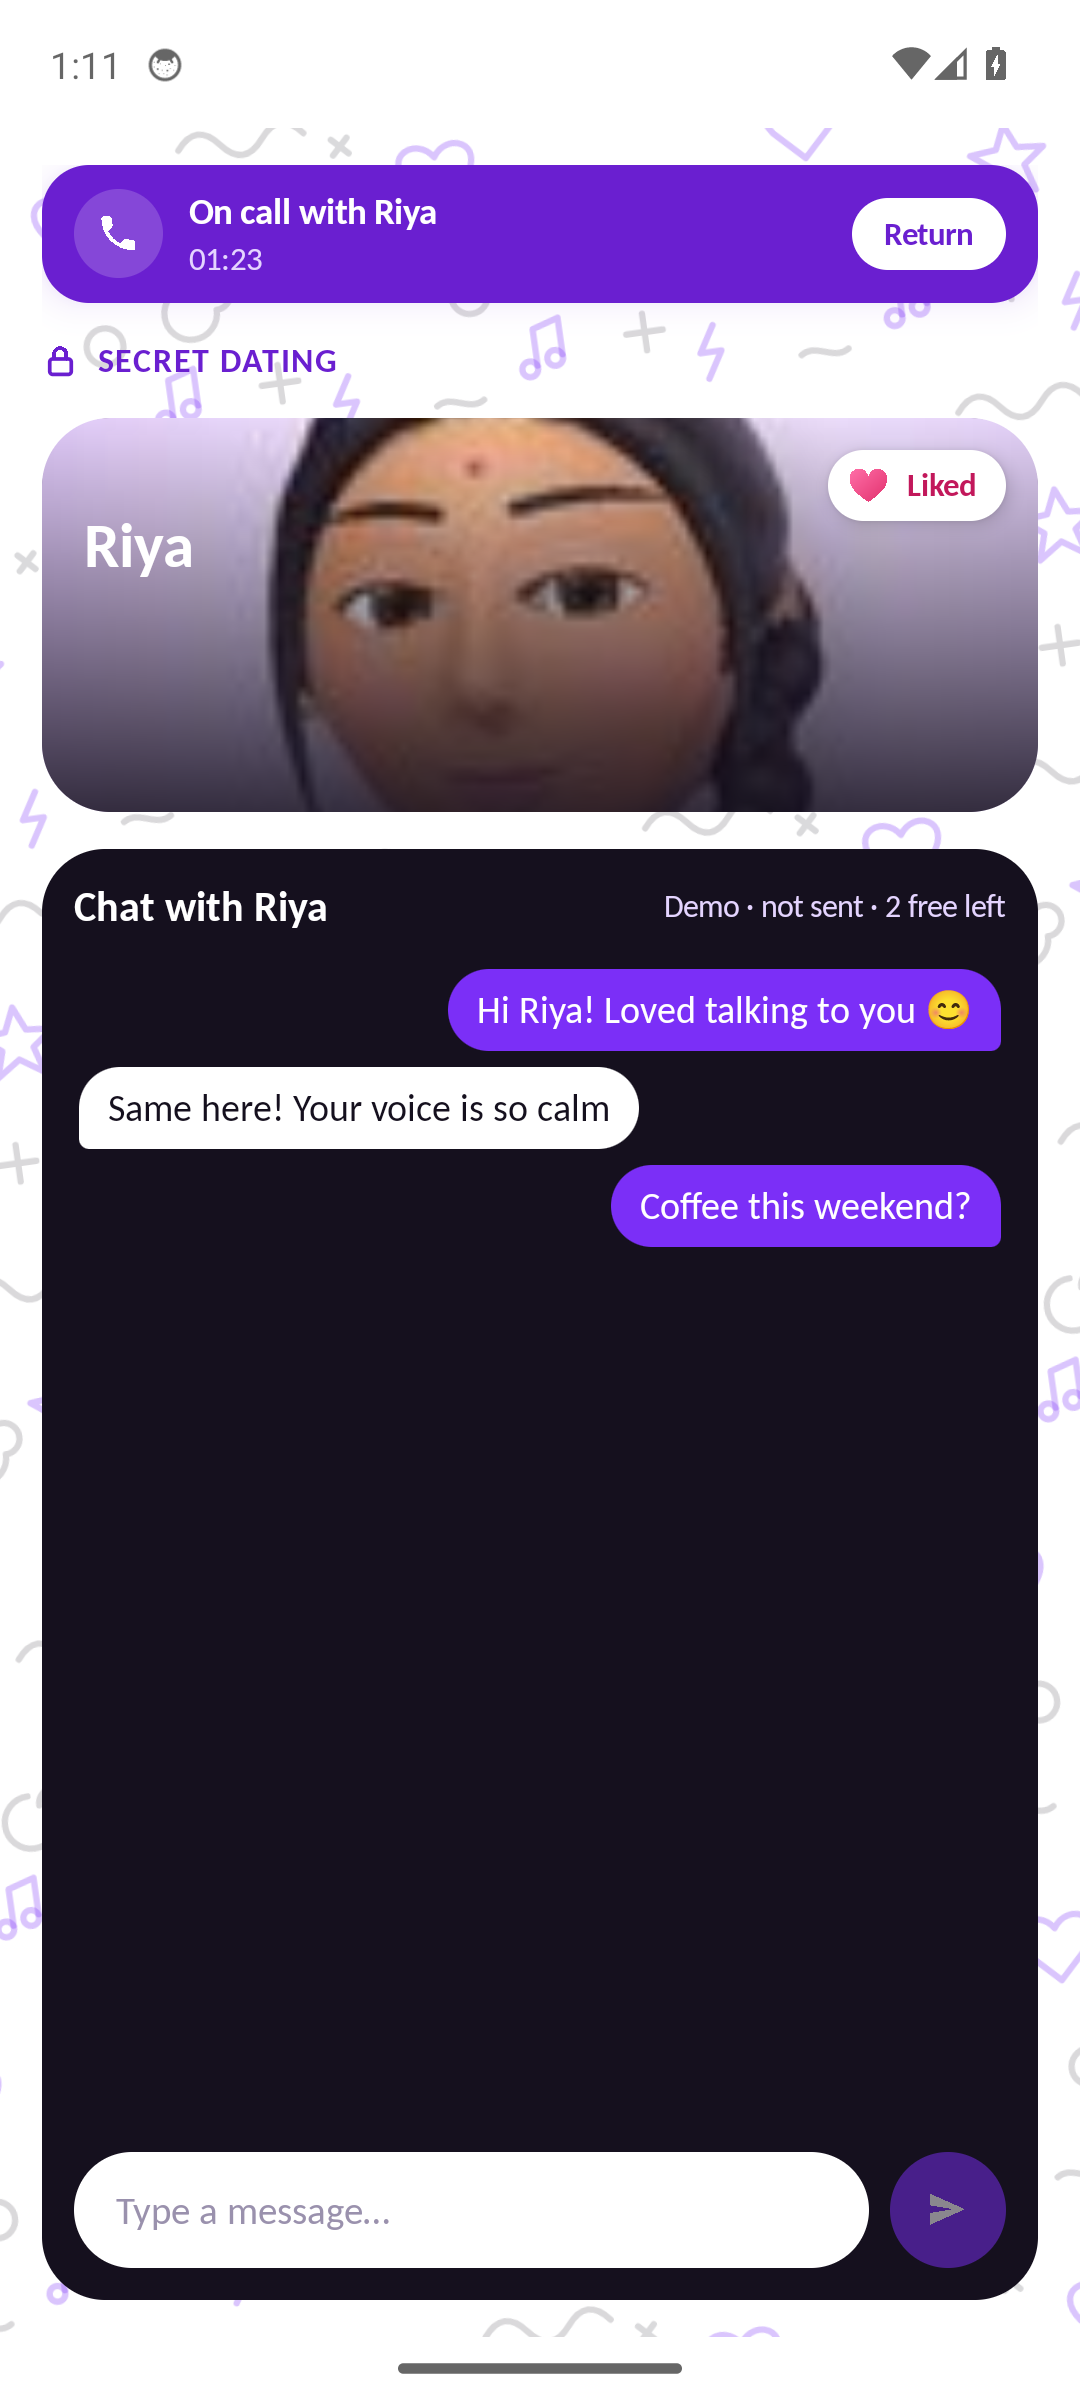 1:11
On call with Riya
01:23
Return
SECRET DATING
Liked
Riya
Chat with Riya
Demo · not sent · 2 free left
Hi Riya! Loved talking to you 😊
Same here! Your voice is so calm
Coffee this weekend?
Type a message...